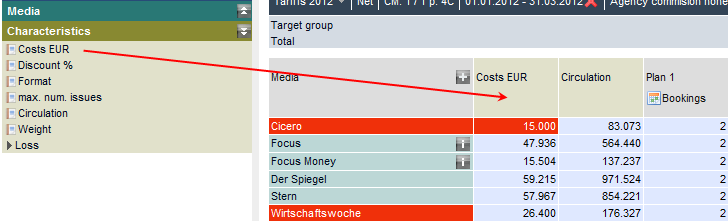 Media
Characteristics
Costs EUR
Discount %
Format
max. num. issues
Circulation
Weight
Loss
Tariffs 2012 Net CM: 1 / 1 p. 4C 01.01.2012 - 31.03.2012 Agency commision none
Target group
Total
Media Costs EUR Circulation Plan 1
Bookings
Cicero 15.000 83.073 2
Focus 47.936 564.440 2
Focus Money 15.504 137.237 2
Der Spiegel 59.215 971.524 2
Stern 57.967 854.221 2
Wirtschaftswoche 26.400 176.327 2